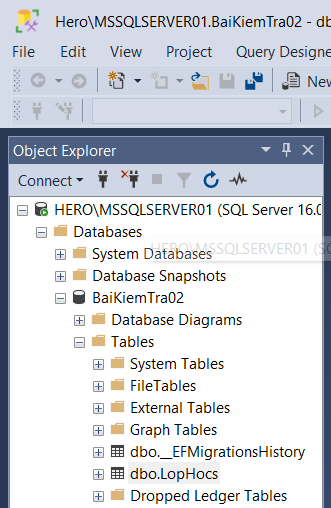 Hero\MSSQLSERVER01.BaiKiemTra02 - db
File Edit View Project Query Designe
New
Object Explorer
Connect
HERO\MSSQLSERVER01 (SQL Server 16.0
Databases
System Databases
HERO\MSSQLSERVER01 (S
Database Snapshots
BaiKiemTra02
Database Diagrams
Tables
System Tables
FileTables
External Tables
Graph Tables
dbo.__EFMigrationsHistory
dbo.LopHocs
Dropped Ledger Tables